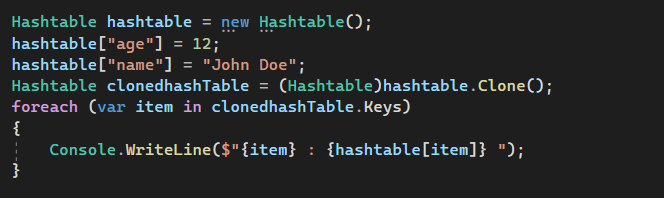 Hashtable hashtable = new Hashtable();
hashtable["age"] = 12;
hashtable["name"] = "John Doe";
Hashtable clonedhashTable = (Hashtable)hashtable.Clone();
foreach (var item in clonedhashTable.Keys)
{
    Console.WriteLine($"{item} : {hashtable[item]} ");
}